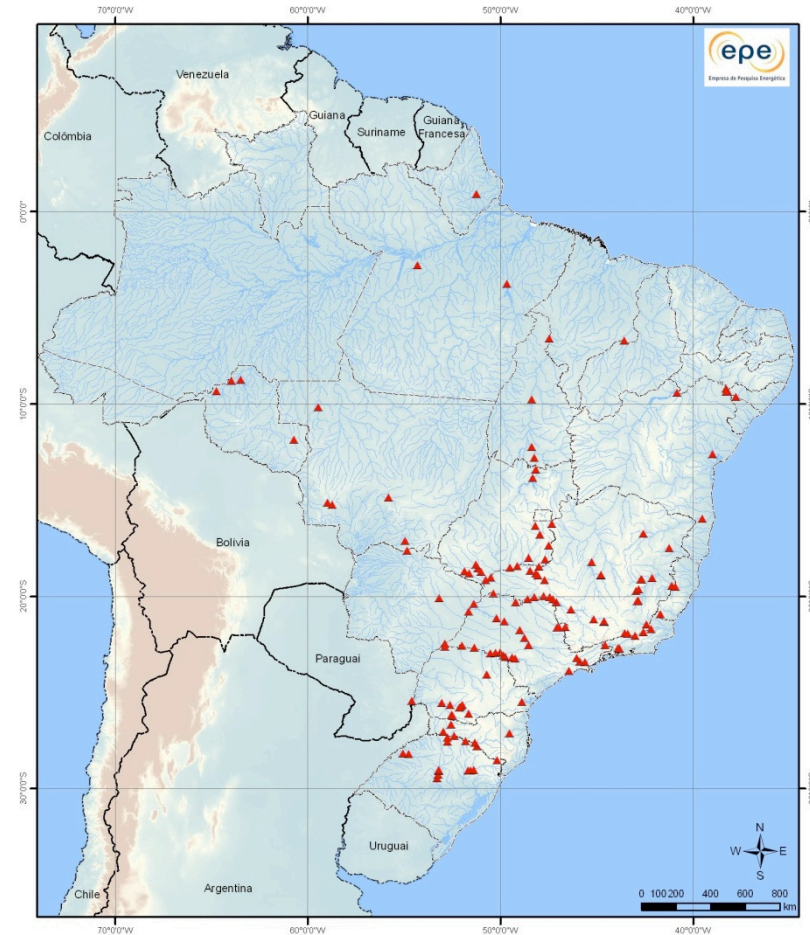 70°0'0"W 60°0'0"W 50°0'0"W 40°0'0"W
epe
Empresa de Pesquisa Energética
Venezuela
Colômbia
Guiana
Suriname
Guiana
Francesa
0°0'0"
10°0'0"S
Bolívia
20°0'0"S
Paraguai
30°0'0"S
Uruguai
Chile
Argentina
N
W E
S
0 100 200 400 600 800
km
70°0'0"W 60°0'0"W 50°0'0"W 40°0'0"W